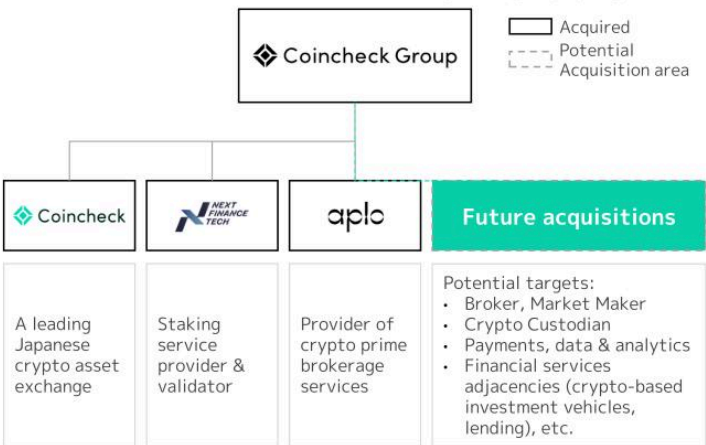 Coincheck Group
Acquired
Potential
Acquisition area
Coincheck
NEXT
FINANCE
TECH
aplo
Future acquisitions
A leading
Japanese
crypto asset
exchange
Staking
service
provider &
validator
Provider of
crypto prime
brokerage
services
Potential targets:
• Broker, Market Maker
• Crypto Custodian
• Payments, data & analytics
• Financial services
adjacencies (crypto-based
investment vehicles,
lending), etc.